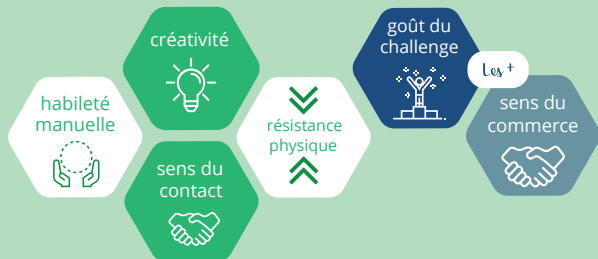 habileté
manuelle
créativité
sens du
contact
résistance
physique
goût du
challenge
Les +
sens du
commerce